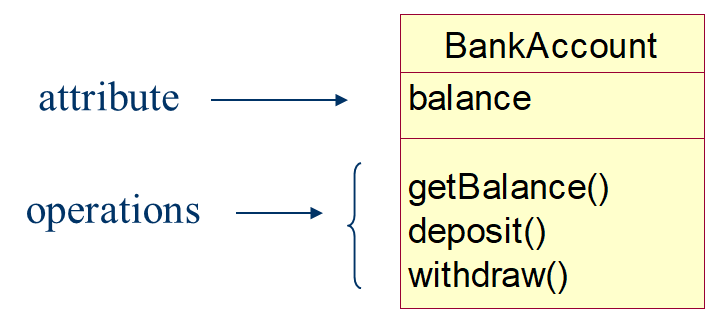 BankAccount
attribute
balance
operations
getBalance()
deposit()
withdraw()